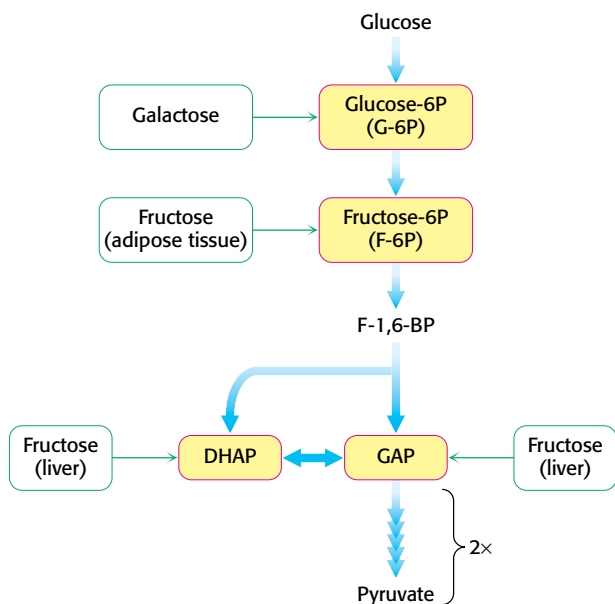 Glucose
Galactose
Glucose-6P
(G-6P)
Fructose
(adipose tissue)
Fructose-6P
(F-6P)
F-1,6-BP
Fructose
(liver)
DHAP
GAP
Fructose
(liver)
2×
Pyruvate